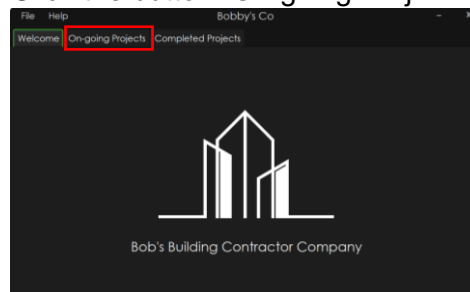 File Help Bobby's Co
Welcome On-going Projects Completed Projects
Bob's Building Contractor Company